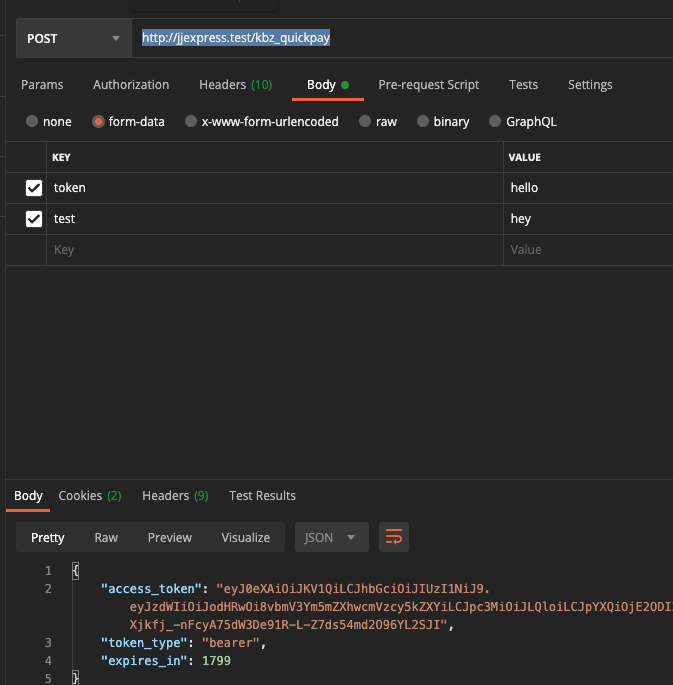 POST http://jjexpress.test/kbz_quickpay
Params Authorization Headers (10) Body Pre-request Script Tests Settings
none form-data x-www-form-urlencoded raw binary GraphQL
KEY VALUE
token hello
test hey
Key Value
Body Cookies (2) Headers (9) Test Results
Pretty Raw Preview Visualize JSON
1 {
2 "access_token": "eyJ0eXAiOiJKV1QiLCJhbGciOiJIUzI1NiJ9.
eyJzdWIiOiJodHRwOi8vbmV3Ym5mZXhwcmVzcy5kZXYiLCJpc3MiOiJLQloiLCJpYXQiOjE2ODI
Xjkfj_-nFcyA75dW3De91R-L-Z7ds54md2O96YL2SJI",
3 "token_type": "bearer",
4 "expires_in": 1799
5 }